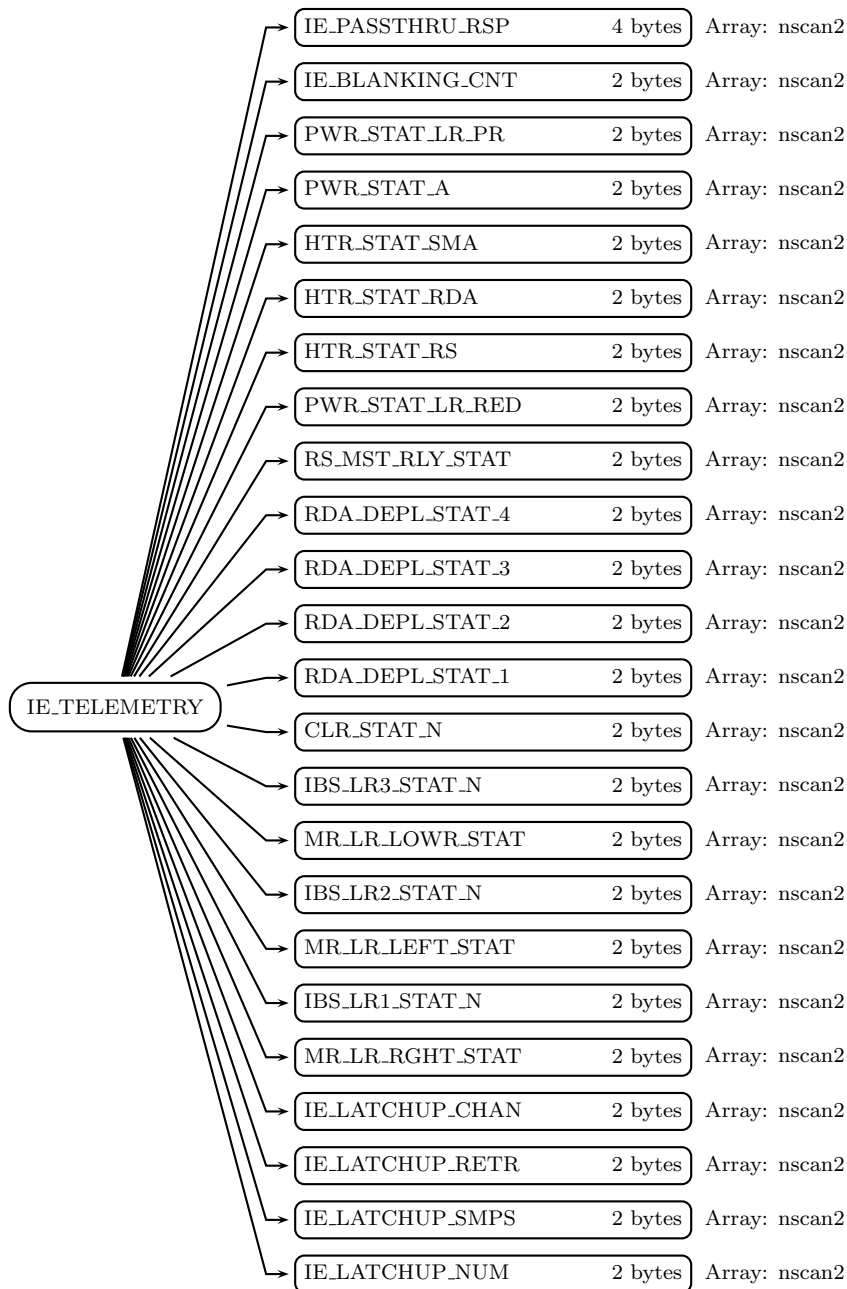 IE_PASSTHRU_RSP 4 bytes Array: nscan2
IE_BLANKING_CNT 2 bytes Array: nscan2
PWR_STAT_LR_PR 2 bytes Array: nscan2
PWR_STAT_A 2 bytes Array: nscan2
HTR_STAT_SMA 2 bytes Array: nscan2
HTR_STAT_RDA 2 bytes Array: nscan2
HTR_STAT_RS 2 bytes Array: nscan2
PWR_STAT_LR_RED 2 bytes Array: nscan2
RS_MST_RLY_STAT 2 bytes Array: nscan2
RDA_DEPL_STAT_4 2 bytes Array: nscan2
RDA_DEPL_STAT_3 2 bytes Array: nscan2
RDA_DEPL_STAT_2 2 bytes Array: nscan2
RDA_DEPL_STAT_1 2 bytes Array: nscan2
IE_TELEMETRY
CLR_STAT_N 2 bytes Array: nscan2
IBS_LR3_STAT_N 2 bytes Array: nscan2
MR_LR_LOWR_STAT 2 bytes Array: nscan2
IBS_LR2_STAT_N 2 bytes Array: nscan2
MR_LR_LEFT_STAT 2 bytes Array: nscan2
IBS_LR1_STAT_N 2 bytes Array: nscan2
MR_LR_RGHT_STAT 2 bytes Array: nscan2
IE_LATCHUP_CHAN 2 bytes Array: nscan2
IE_LATCHUP_RETR 2 bytes Array: nscan2
IE_LATCHUP_SMPS 2 bytes Array: nscan2
IE_LATCHUP_NUM 2 bytes Array: nscan2